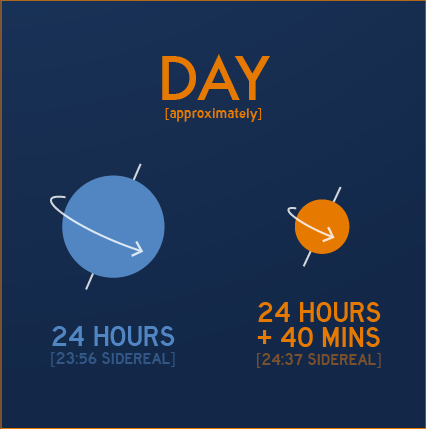 DAY
[approximately]
24 HOURS
[23:56 SIDEREAL]
24 HOURS
+ 40 MINS
[24:37 SIDEREAL]